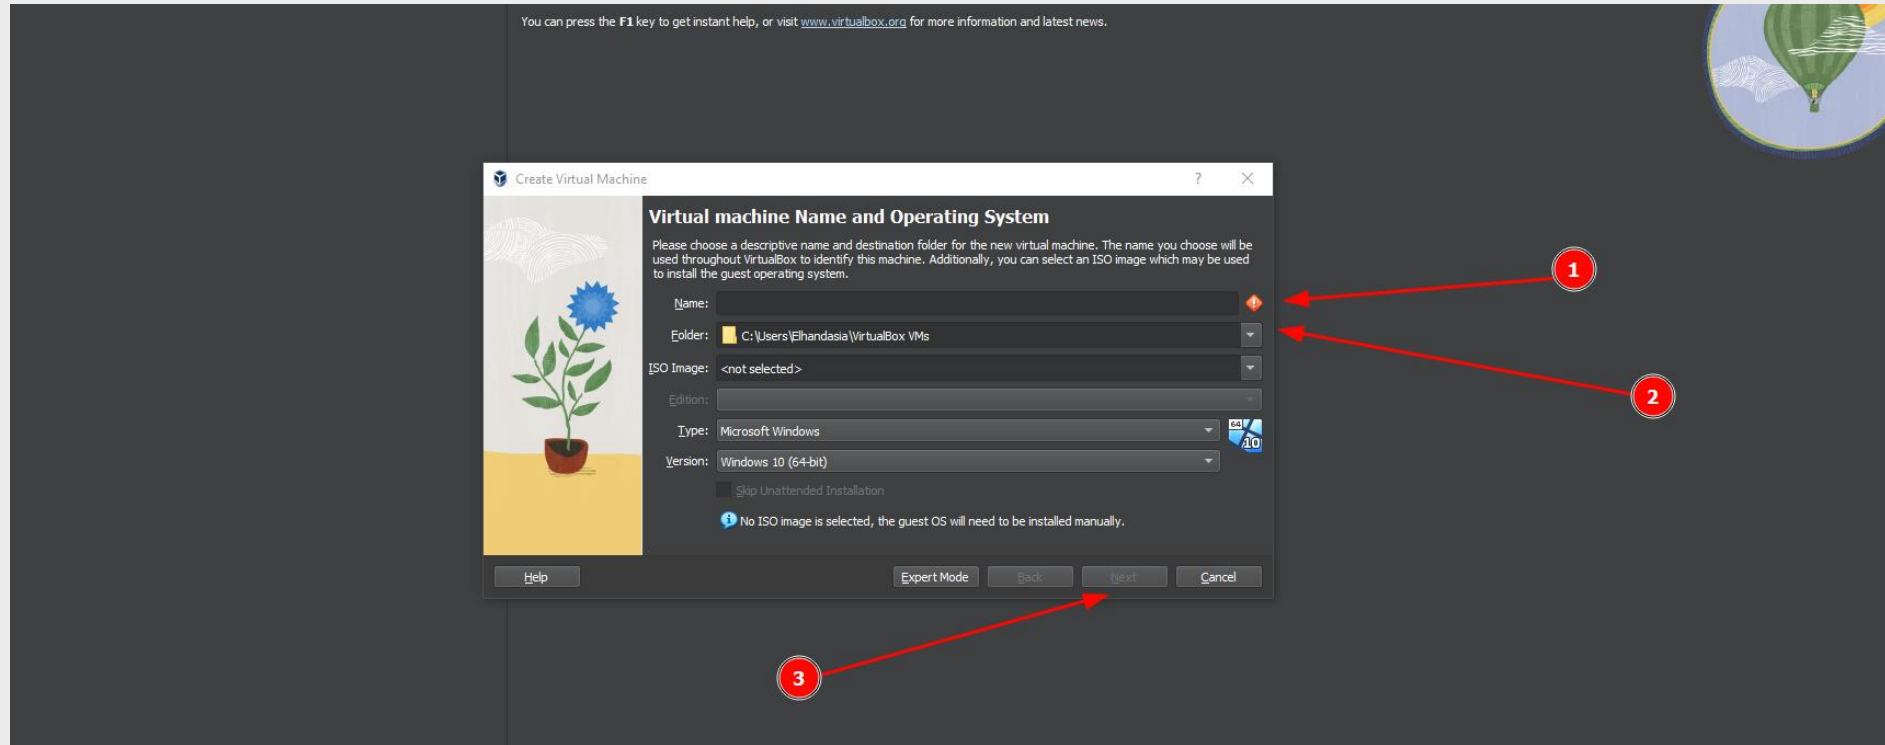 You can press the F1 key to get instant help, or visit www.virtualbox.org for more information and latest news.
Create Virtual Machine
?
Virtual machine Name and Operating System
Please choose a descriptive name and destination folder for the new virtual machine. The name you choose will be
used throughout VirtualBox to identify this machine. Additionally, you can select an ISO image which may be used
to install the guest operating system.
Name:
Folder: C:\Users\Elhandasia\VirtualBox VMs
ISO Image: <not selected>
Edition:
Type: Microsoft Windows
64
10
Version: Windows 10 (64-bit)
Skip Unattended Installation
No ISO image is selected, the guest OS will need to be installed manually.
Help Expert Mode Back Next Cancel
1
2
3